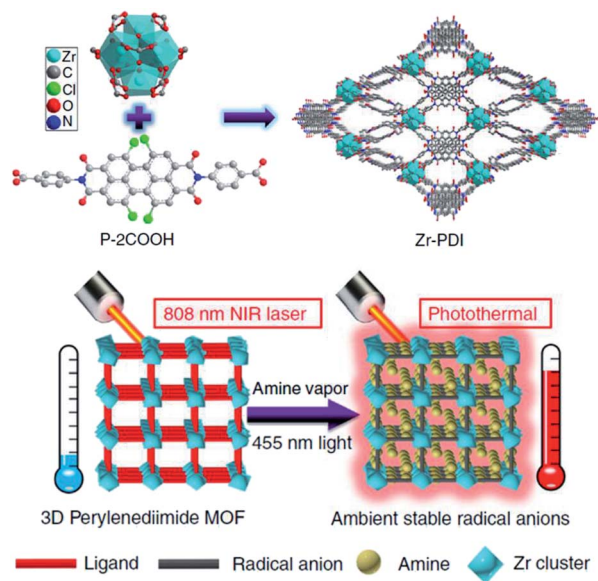 Zr
C
Cl
O
N
P-2COOH
Zr-PDI
808 nm NIR laser
Photothermal
Amine vapor
455 nm light
3D Perylenediimide MOF
Ambient stable radical anions
Ligand
Radical anion
Amine
Zr cluster